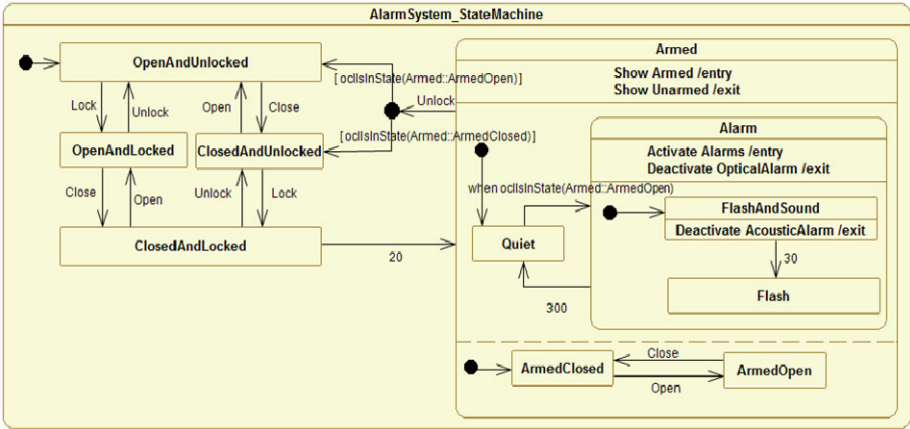 AlarmSystem_StateMachine
OpenAndUnlocked
Lock
Unlock
Open
Close
OpenAndLocked
ClosedAndUnlocked
Close
Open
Unlock
Lock
ClosedAndLocked
20
[ oclIsInState(Armed::ArmedOpen)]
Unlock
[oclIsInState(Armed::ArmedClosed)]
Armed
Show Armed /entry
Show Unarmed /exit
when oclIsInState(Armed::ArmedOpen)
Quiet
300
Alarm
Activate Alarms /entry
Deactivate OpticalAlarm /exit
FlashAndSound
Deactivate AcousticAlarm /exit
30
Flash
ArmedClosed
Close
Open
ArmedOpen